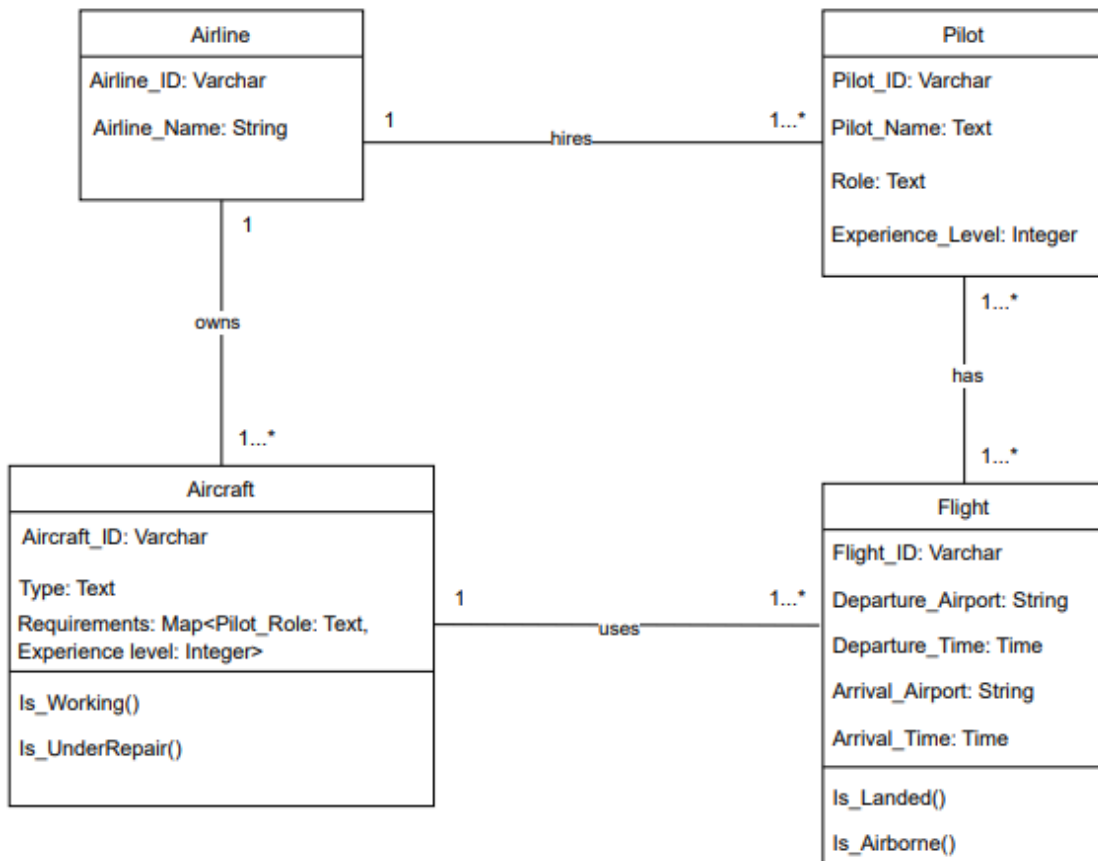 Airline
Airline_ID: Varchar
Airline_Name: String
1
hires
1...*
Pilot
Pilot_ID: Varchar
Pilot_Name: Text
Role: Text
Experience_Level: Integer
1
owns
1...*
1...*
has
1...*
Aircraft
Aircraft_ID: Varchar
Type: Text
Requirements: Map<Pilot_Role: Text,
Experience level: Integer>
Is_Working()
Is_UnderRepair()
1
uses
1...*
Flight
Flight_ID: Varchar
Departure_Airport: String
Departure_Time: Time
Arrival_Airport: String
Arrival_Time: Time
Is_Landed()
Is_Airborne()